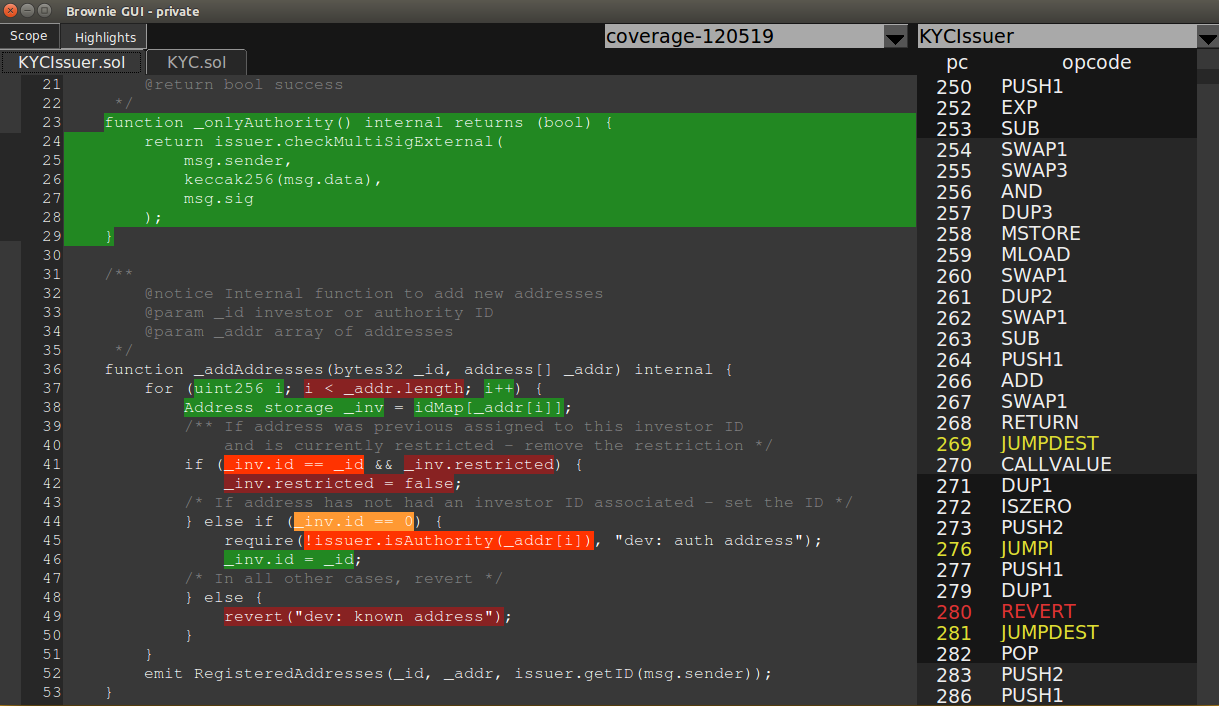 Brownie GUI - private
Scope Highlights coverage-120519 KYCIssuer
KYCIssuer.sol KYC.sol
21 @return bool success
22 */
23 function _onlyAuthority() internal returns (bool) {
24 return issuer.checkMultiSigExternal(
25 msg.sender,
26 keccak256(msg.data),
27 msg.sig
28 );
29 }
30
31 /**
32 @notice Internal function to add new addresses
33 @param _id investor or authority ID
34 @param _addr array of addresses
35 */
36 function _addAddresses(bytes32 _id, address[] _addr) internal {
37 for (uint256 i; i < _addr.length; i++) {
38 Address storage _inv = idMap[_addr[i]];
39 /** If address was previous assigned to this investor ID
40 and is currently restricted - remove the restriction */
41 if (_inv.id == _id && _inv.restricted) {
42 _inv.restricted = false;
43 /* If address has not had an investor ID associated - set the ID */
44 } else if (_inv.id == 0) {
45 require(!issuer.isAuthority(_addr[i]), "dev: auth address");
46 _inv.id = _id;
47 /* In all other cases, revert */
48 } else {
49 revert("dev: known address");
50 }
51 }
52 emit RegisteredAddresses(_id, _addr, issuer.getID(msg.sender));
53 }
pc opcode
250 PUSH1
252 EXP
253 SUB
254 SWAP1
255 SWAP3
256 AND
257 DUP3
258 MSTORE
259 MLOAD
260 SWAP1
261 DUP2
262 SWAP1
263 SUB
264 PUSH1
266 ADD
267 SWAP1
268 RETURN
269 JUMPDEST
270 CALLVALUE
271 DUP1
272 ISZERO
273 PUSH2
276 JUMPI
277 PUSH1
279 DUP1
280 REVERT
281 JUMPDEST
282 POP
283 PUSH2
286 PUSH1